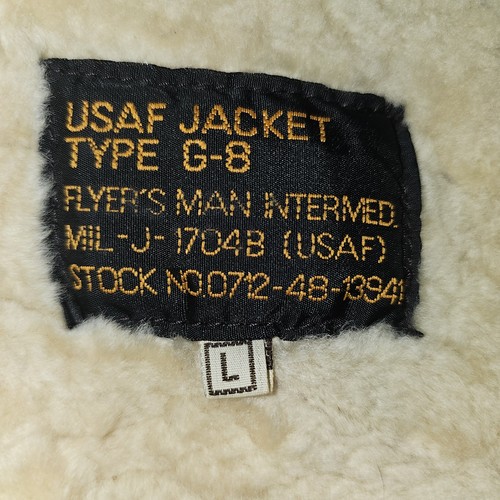 USAF JACKET
TYPE G-8
FLYER'S MAN INTERMED.
MiL-J-1704B (USAF)
STOCK NO.0712-48-13941
L